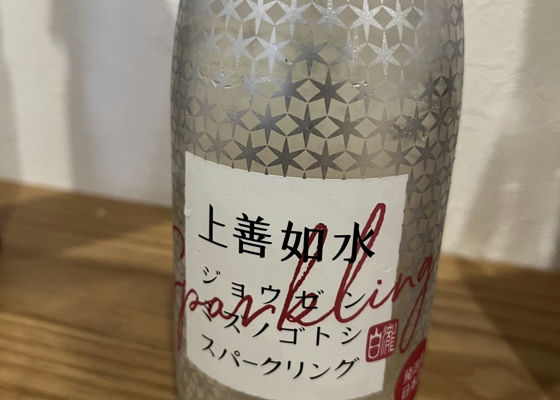 上善如水
Sparkling
ジョウゼン
ミズノゴトシ
スパークリング
白瀧